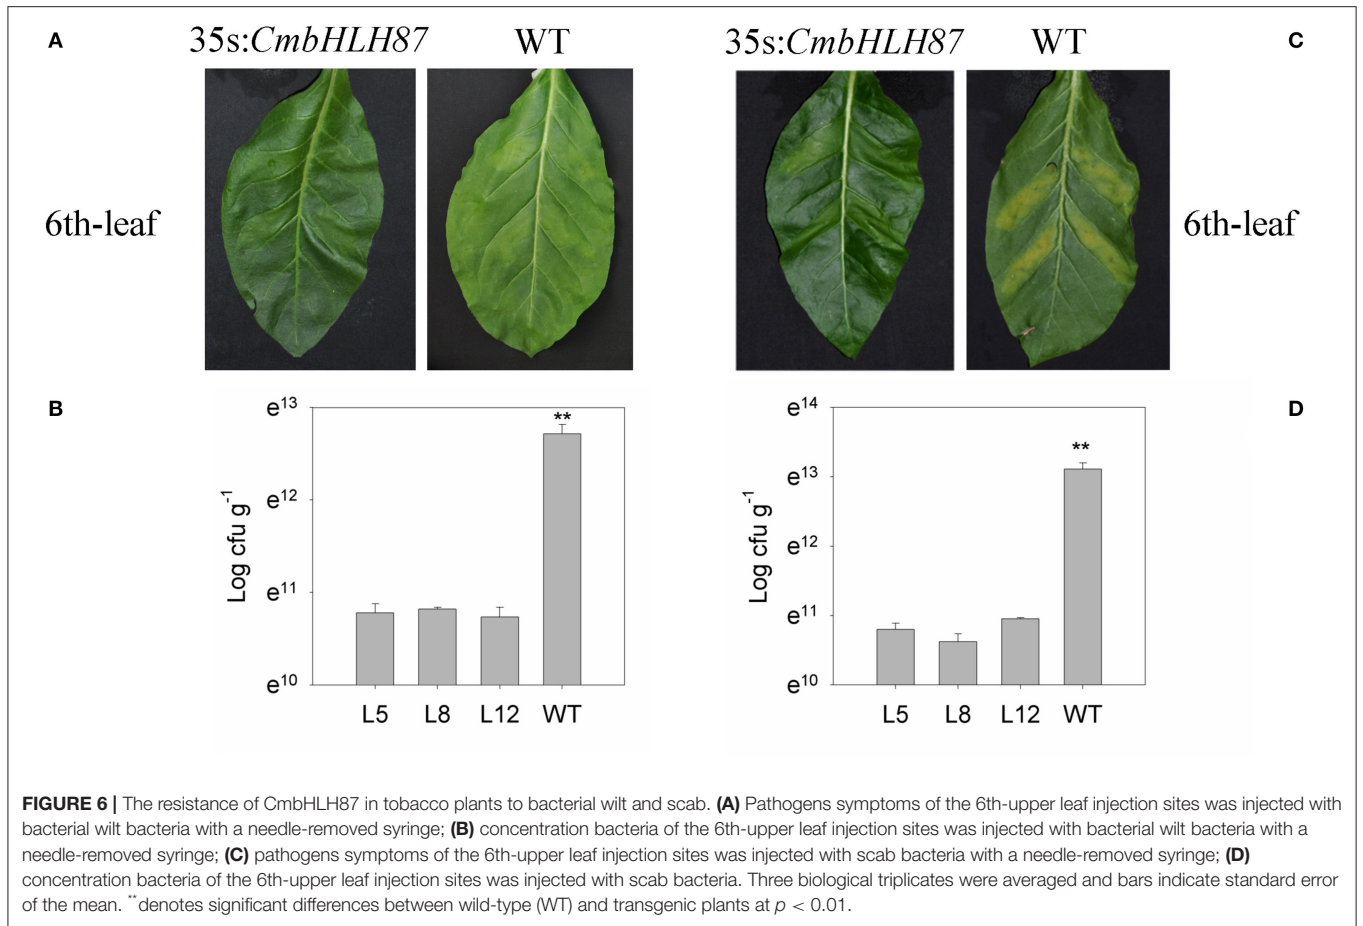 A
35s:CmbHLH87
WT
6th-leaf
35s:CmbHLH87
WT
C
6th-leaf
B
e13
e12
e11
e10
Log cfu g-1
**
L5
L8
L12
WT
D
e14
e13
e12
e11
e10
Log cfu g-1
**
L5
L8
L12
WT
FIGURE 6 | The resistance of CmbHLH87 in tobacco plants to bacterial wilt and scab. (A) Pathogens symptoms of the 6th-upper leaf injection sites was injected with
bacterial wilt bacteria with a needle-removed syringe; (B) concentration bacteria of the 6th-upper leaf injection sites was injected with bacterial wilt bacteria with a
needle-removed syringe; (C) pathogens symptoms of the 6th-upper leaf injection sites was injected with scab bacteria with a needle-removed syringe; (D)
concentration bacteria of the 6th-upper leaf injection sites was injected with scab bacteria. Three biological triplicates were averaged and bars indicate standard error
of the mean. **denotes significant differences between wild-type (WT) and transgenic plants at p < 0.01.